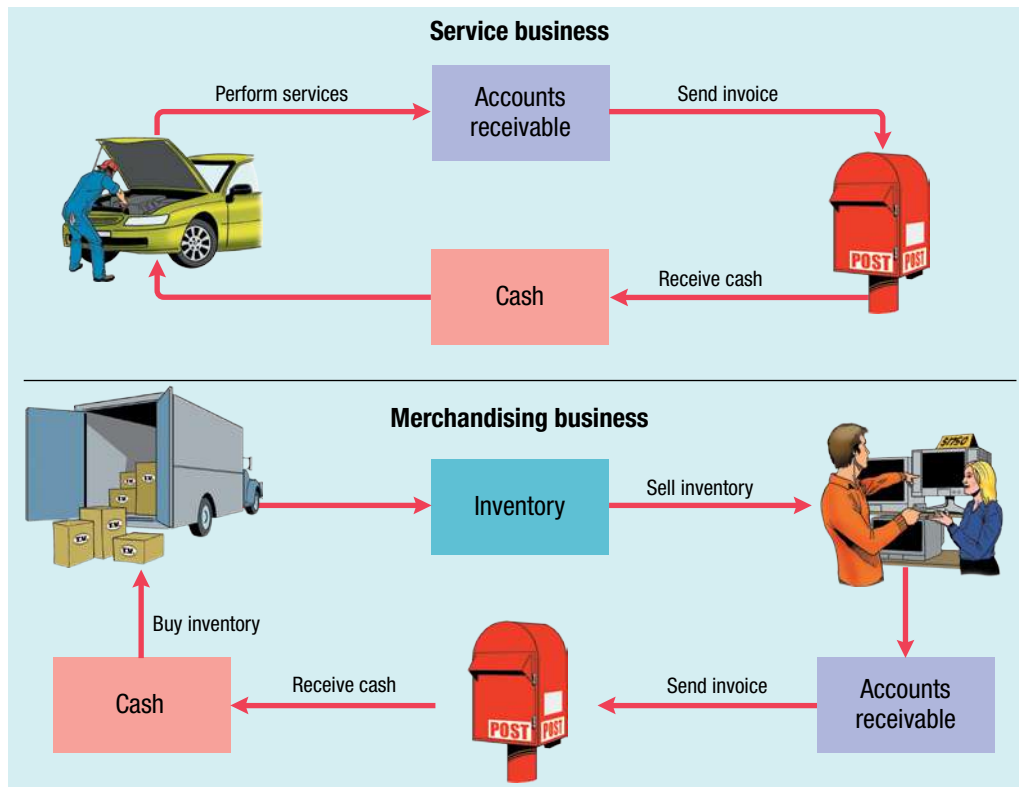 Service business
Perform services
Accounts
receivable
Send invoice
POST POST
Receive cash
Cash
Merchandising business
T.V.
T.V.
T.V.
T.V.
T.V.
T.V.
Inventory
Sell inventory
$1750
Buy inventory
Cash
Receive cash
POST POST
Send invoice
Accounts
receivable